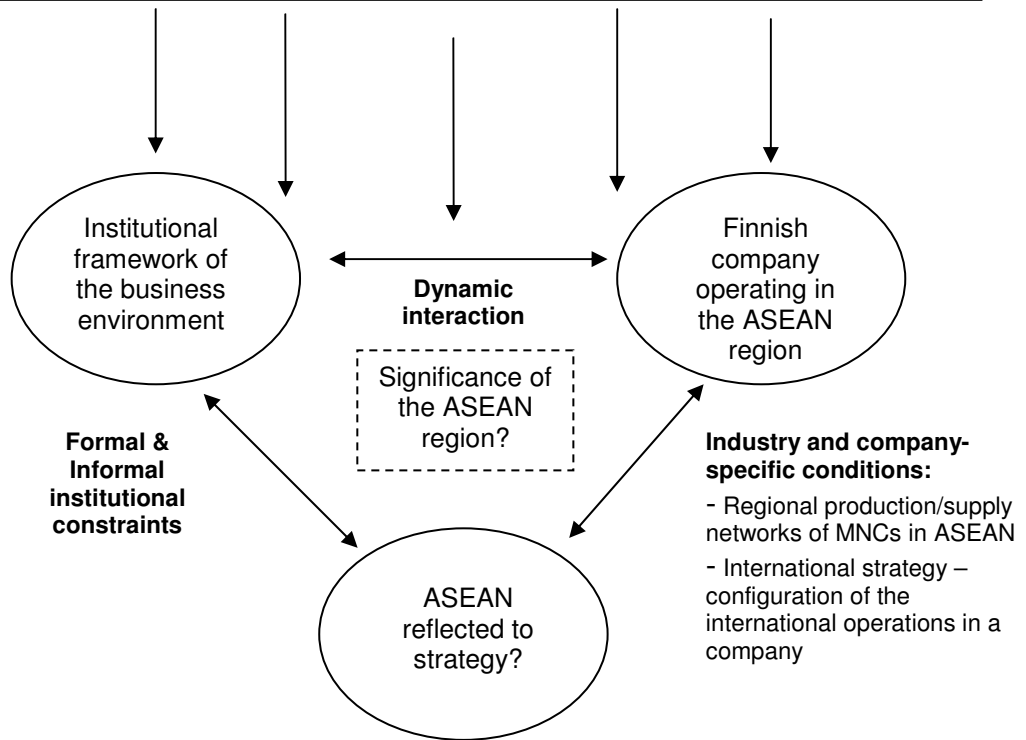 Institutional
framework of
the business
environment
Finnish
company
operating in
the ASEAN
region
Dynamic
interaction
Significance of
the ASEAN
region?
Formal &
Informal
institutional
constraints
Industry and company-
specific conditions:
- Regional production/supply
networks of MNCs in ASEAN
- International strategy –
configuration of the
international operations in a
company
ASEAN
reflected to
strategy?